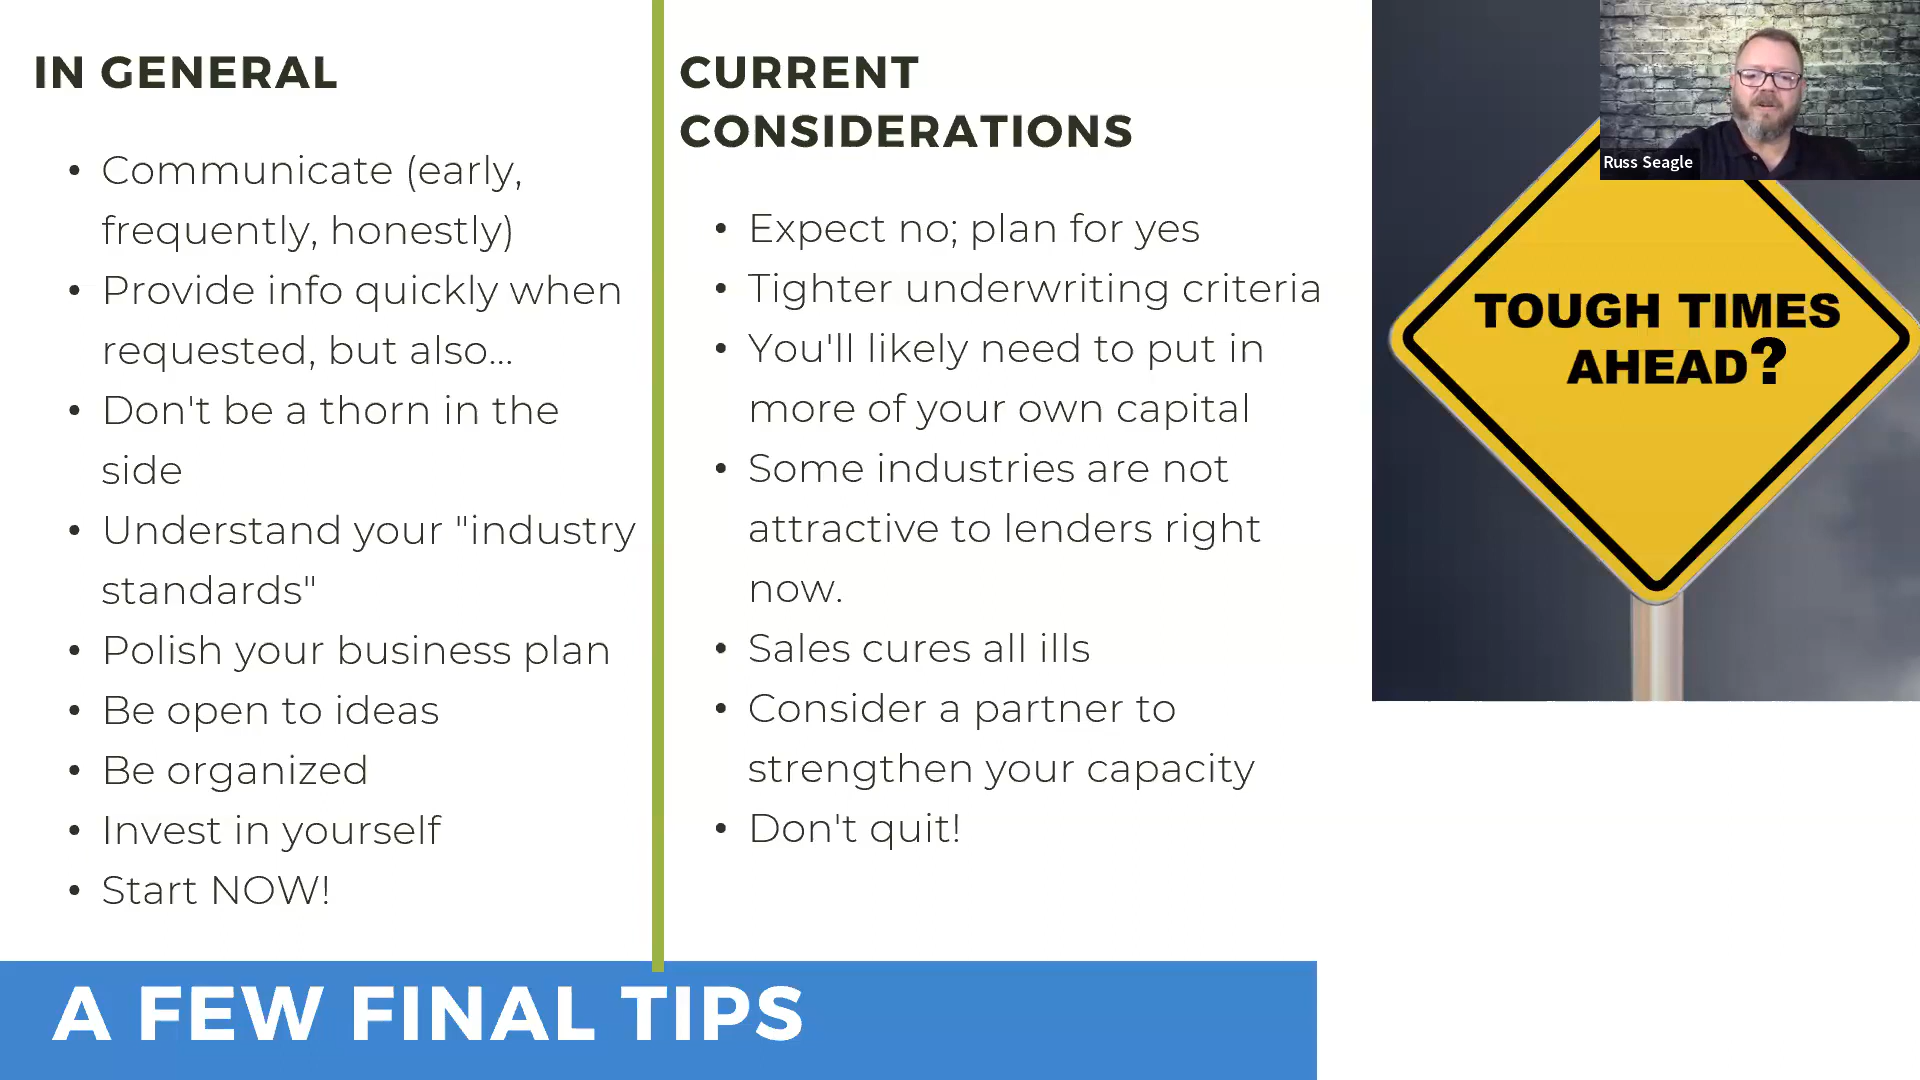 IN GENERAL
• Communicate (early,
frequently, honestly)
• Provide info quickly when
requested, but also...
• Don't be a thorn in the
side
• Understand your "industry
standards"
• Polish your business plan
• Be open to ideas
• Be organized
• Invest in yourself
• Start NOW!
CURRENT
CONSIDERATIONS
• Expect no; plan for yes
• Tighter underwriting criteria
• You'll likely need to put in
more of your own capital
• Some industries are not
attractive to lenders right
now.
• Sales cures all ills
• Consider a partner to
strengthen your capacity
• Don't quit!
Russ Seagle
TOUGH TIMES
AHEAD?
A FEW FINAL TIPS